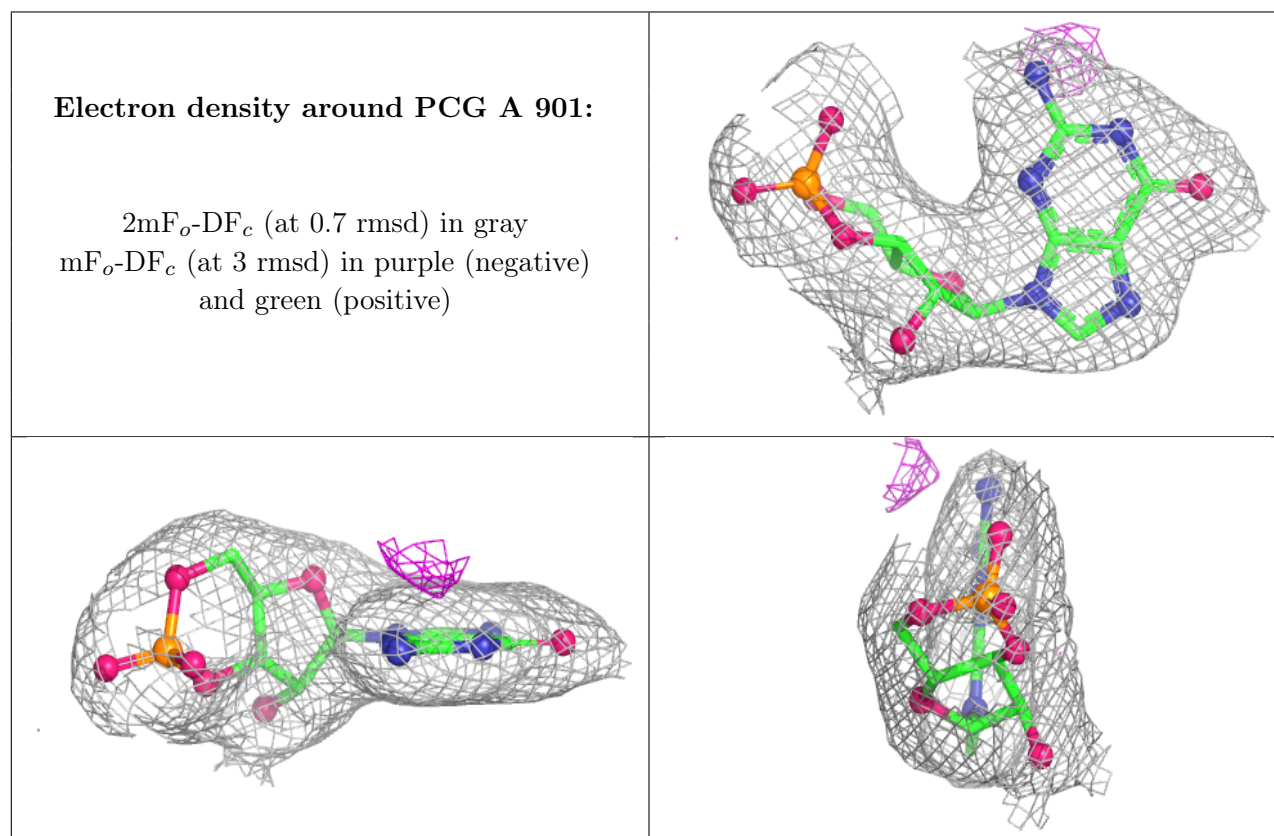 Electron density around PCG A 901:
2mFo-DFc (at 0.7 rmsd) in gray
mFo-DFc (at 3 rmsd) in purple (negative)
and green (positive)